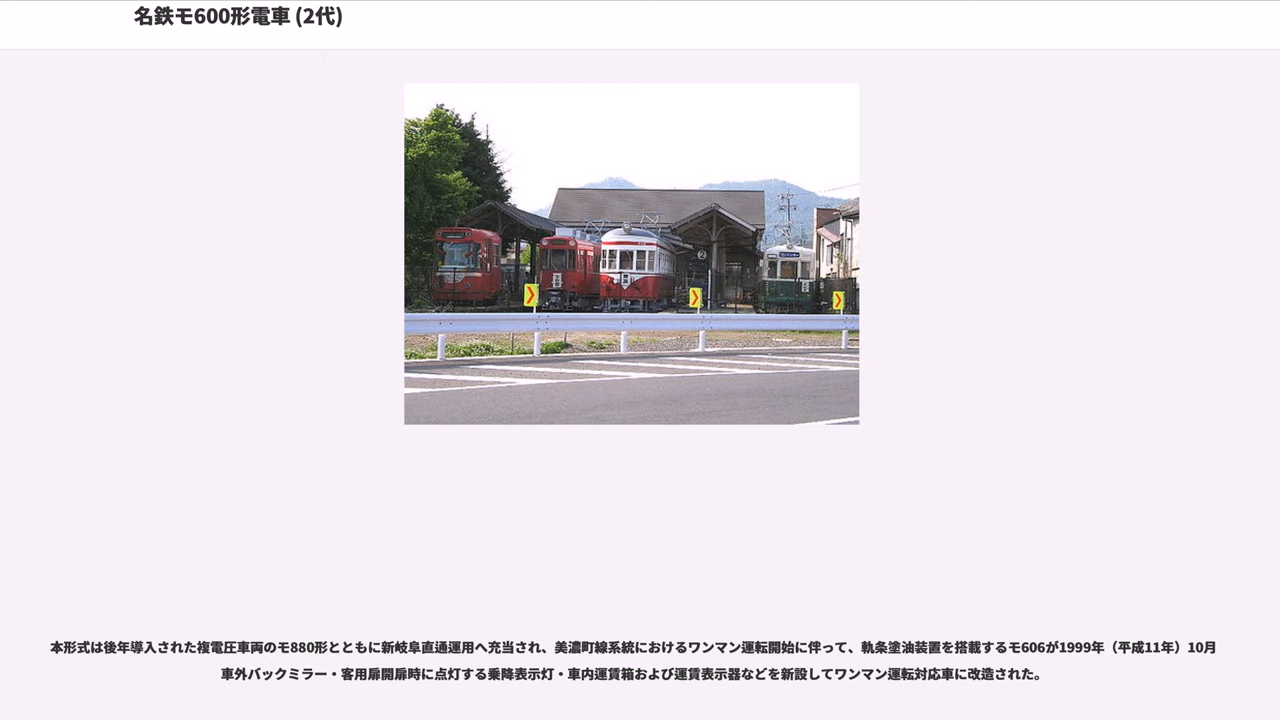 名鉄モ600形電車 (2代)
本形式は後年導入された複電圧車両のモ880形とともに新岐阜直通運用へ充当され、美濃町線系統におけるワンマン運転開始に伴って、軌条塗油装置を搭載するモ606が1999年（平成11年）10月
車外バックミラー・客用扉開扉時に点灯する乗降表示灯・車内運賃箱および運賃表示器などを新設してワンマン運転対応車に改造された。